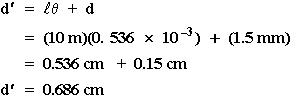 d′ = ℓθ + d
= (10 m)(0. 536 × 10⁻³) + (1.5 mm)
= 0.536 cm + 0.15 cm
d′ = 0.686 cm